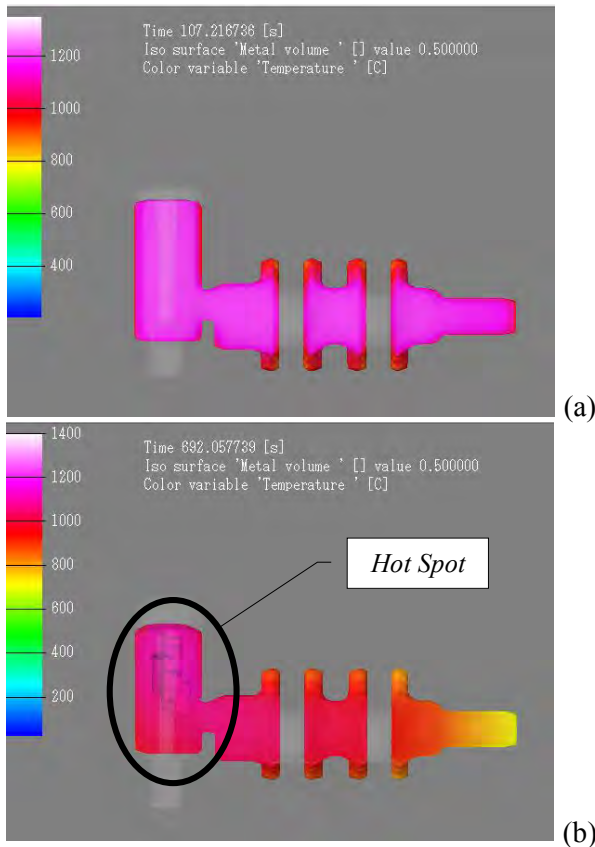 Time 107.216736 [s]
Iso surface 'Metal volume ' [] value 0.500000
Color variable 'Temperature ' [C]
1200
1000
800
600
400
(a)
1400
Time 692.057739 [s]
Iso surface 'Metal volume ' [] value 0.500000
Color variable 'Temperature ' [C]
1200
1000
Hot Spot
800
600
400
200
(b)